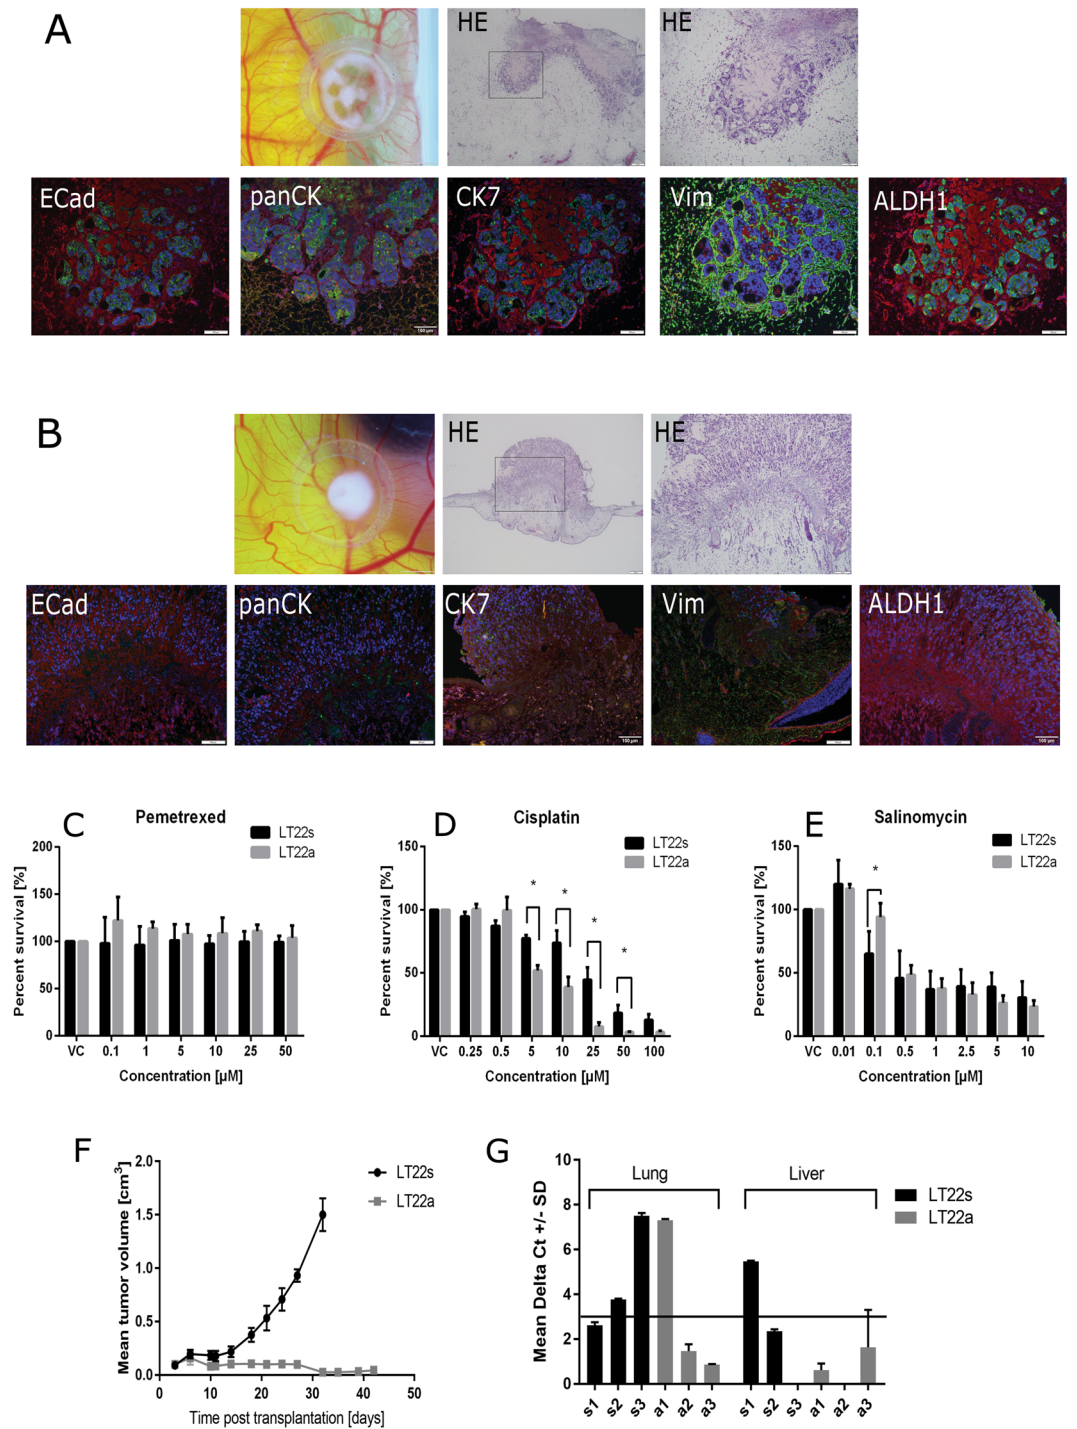 A
HE
HE
ECad
panCK
CK7
Vim
ALDH1
100 µm
B
HE
HE
ECad
panCK
CK7
Vim
ALDH1
100 µm
100 µm
C
Pemetrexed
LT22s
LT22a
Percent survival [%]
200
150
100
50
0
VC 0.1 1 5 10 25 50
Concentration [µM]
D
Cisplatin
LT22s
LT22a
Percent survival [%]
150
100
50
0
* * * *
VC 0.25 0.5 5 10 25 50 100
Concentration [µM]
E
Salinomycin
LT22s
LT22a
Percent survival [%]
150
100
50
0
*
VC 0.01 0.1 0.5 1 2.5 5 10
Concentration [µM]
F
LT22s
LT22a
Mean tumor volume [cm³]
2.0
1.5
1.0
0.5
0.0
0 10 20 30 40 50
Time post transplantation [days]
G
Lung Liver
LT22s
LT22a
Mean Delta Ct +/- SD
10
8
6
4
2
0
s1 s2 s3 a1 a2 a3 s1 s2 s3 a1 a2 a3